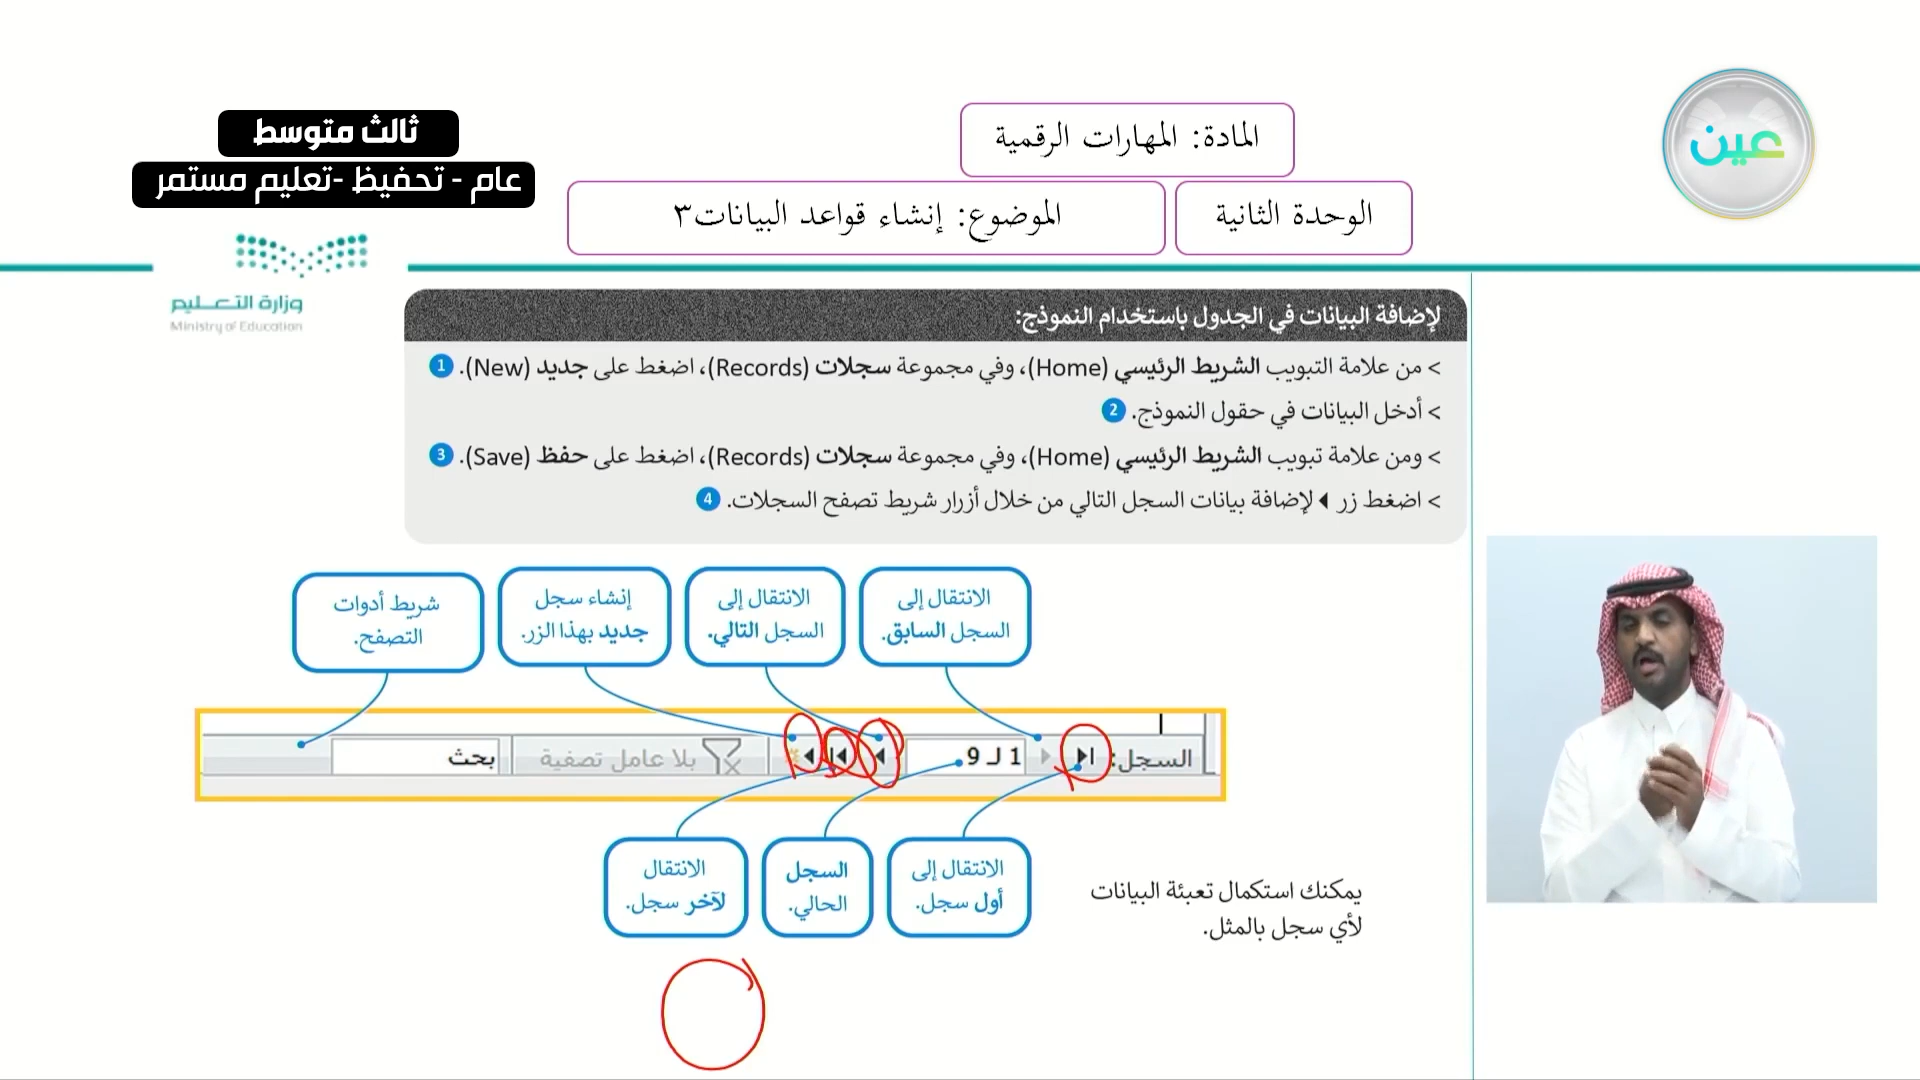 المادة: المهارات الرقمية
عين
ثالث متوسط
عام - تحفيظ -تعليم مستمر
الوحدة الثانية
الموضوع: إنشاء قواعد البيانات٣
وزارة التعليم
Ministry of Education
لإضافة البيانات في الجدول باستخدام النموذج:
> من علامة التبويب الشريط الرئيسي (Home)، وفي مجموعة سجلات (Records)، اضغط على جديد (New). 1
> أدخل البيانات في حقول النموذج. 2
> ومن علامة تبويب الشريط الرئيسي (Home)، وفي مجموعة سجلات (Records)، اضغط على حفظ (Save). 3
> اضغط زر ◀ لإضافة بيانات السجل التالي من خلال أزرار شريط تصفح السجلات. 4
الانتقال إلى
السجل السابق.
الانتقال إلى
السجل التالي.
إنشاء سجل
جديد بهذا الزر.
شريط أدوات
التصفح.
السجل: 1 لـ 9 بلا عامل تصفية بحث
الانتقال إلى
أول سجل.
السجل
الحالي.
الانتقال
لآخر سجل.
يمكنك استكمال تعبئة البيانات
لأي سجل بالمثل.